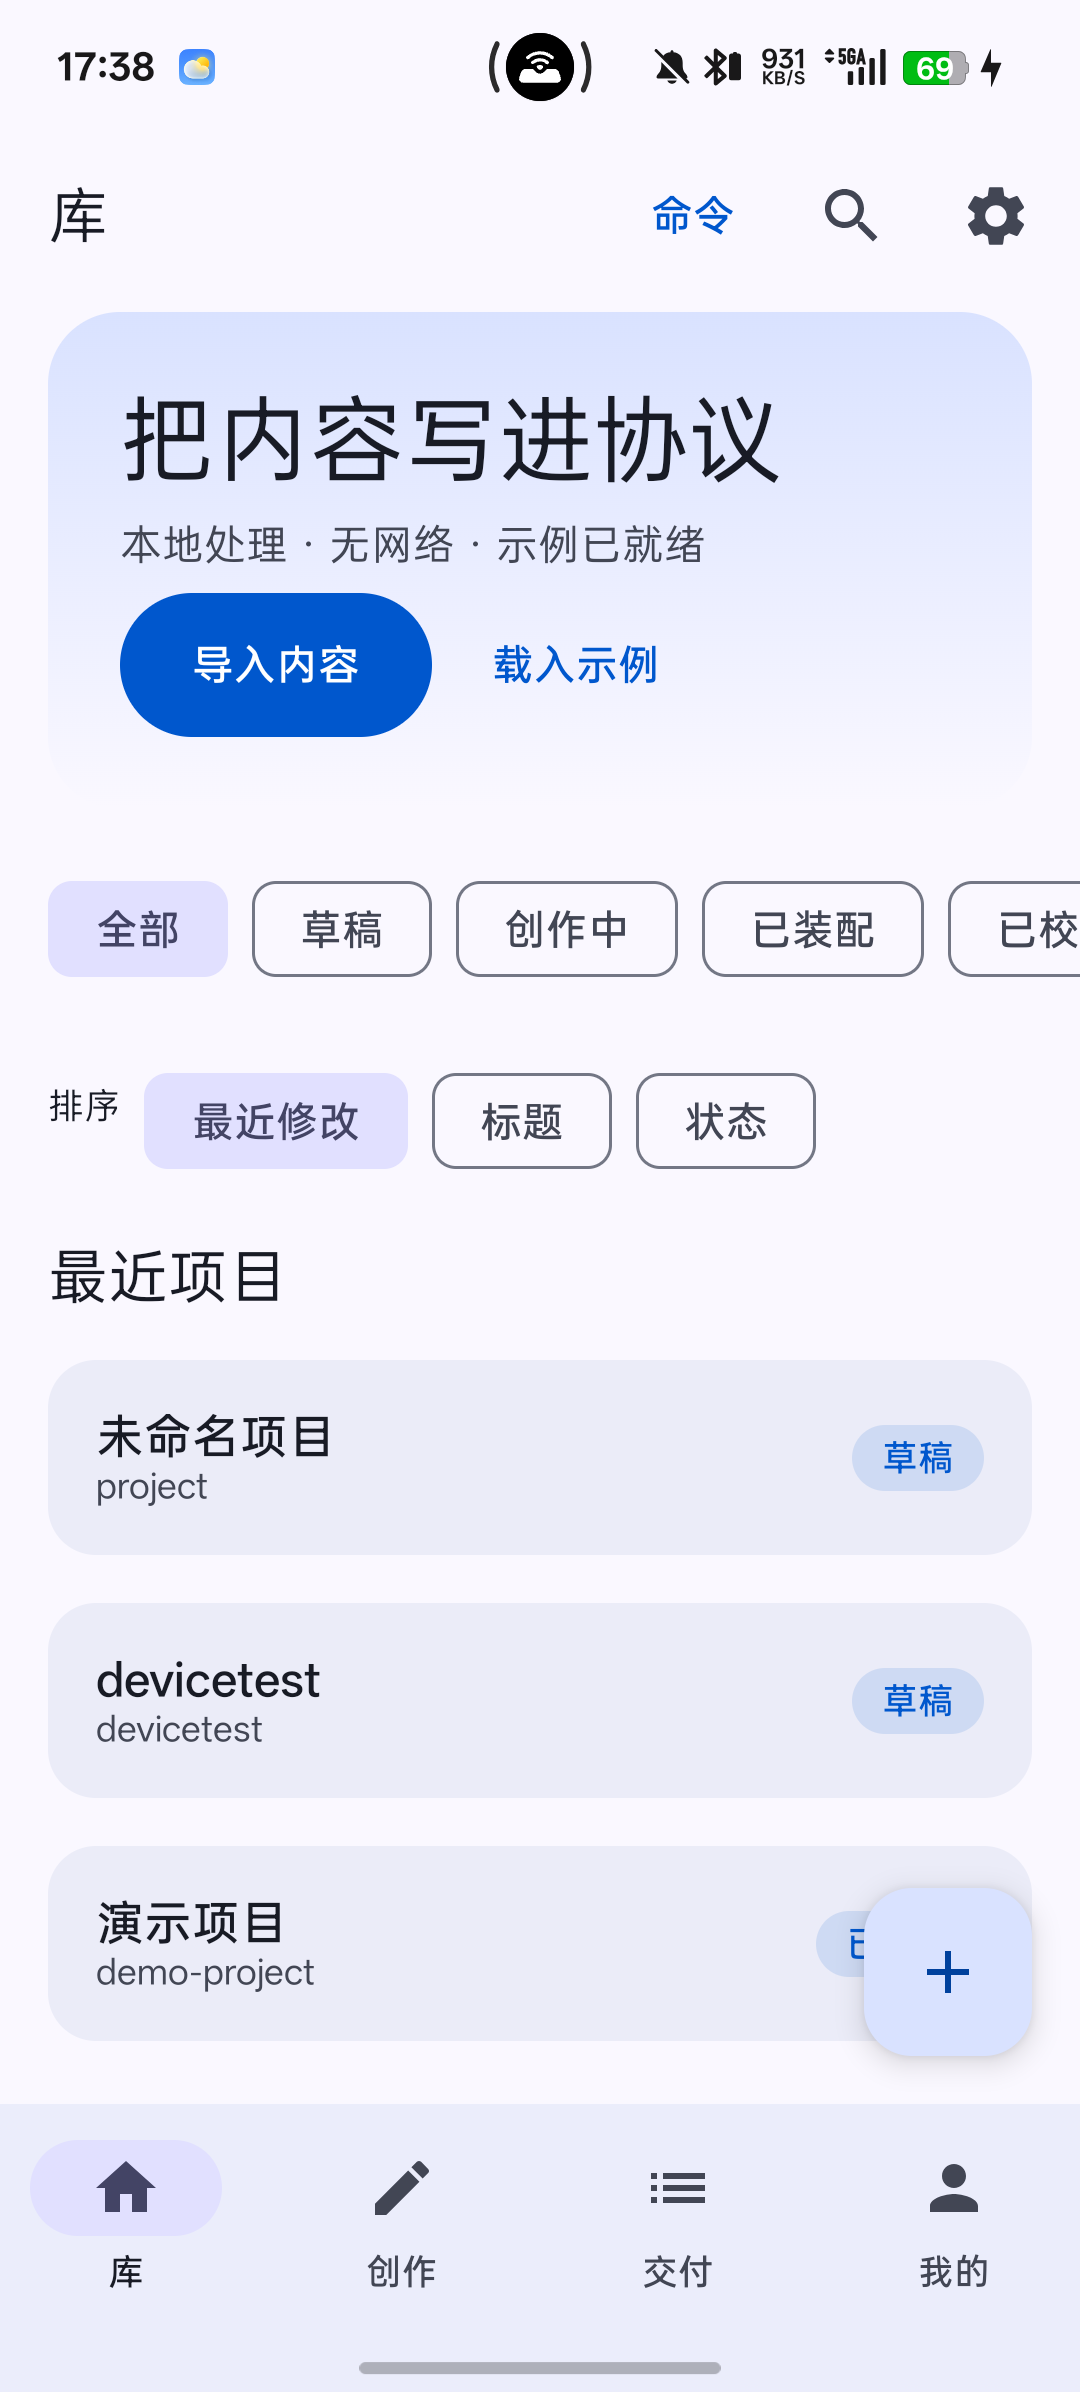 17:38
931 KB/S 5GA 69
库 命令
把内容写进协议
本地处理 · 无网络 · 示例已就绪
导入内容 载入示例
全部 草稿 创作中 已装配 已校
排序 最近修改 标题 状态
最近项目
未命名项目
project
草稿
devicetest
devicetest
草稿
演示项目
demo-project
已
库 创作 交付 我的